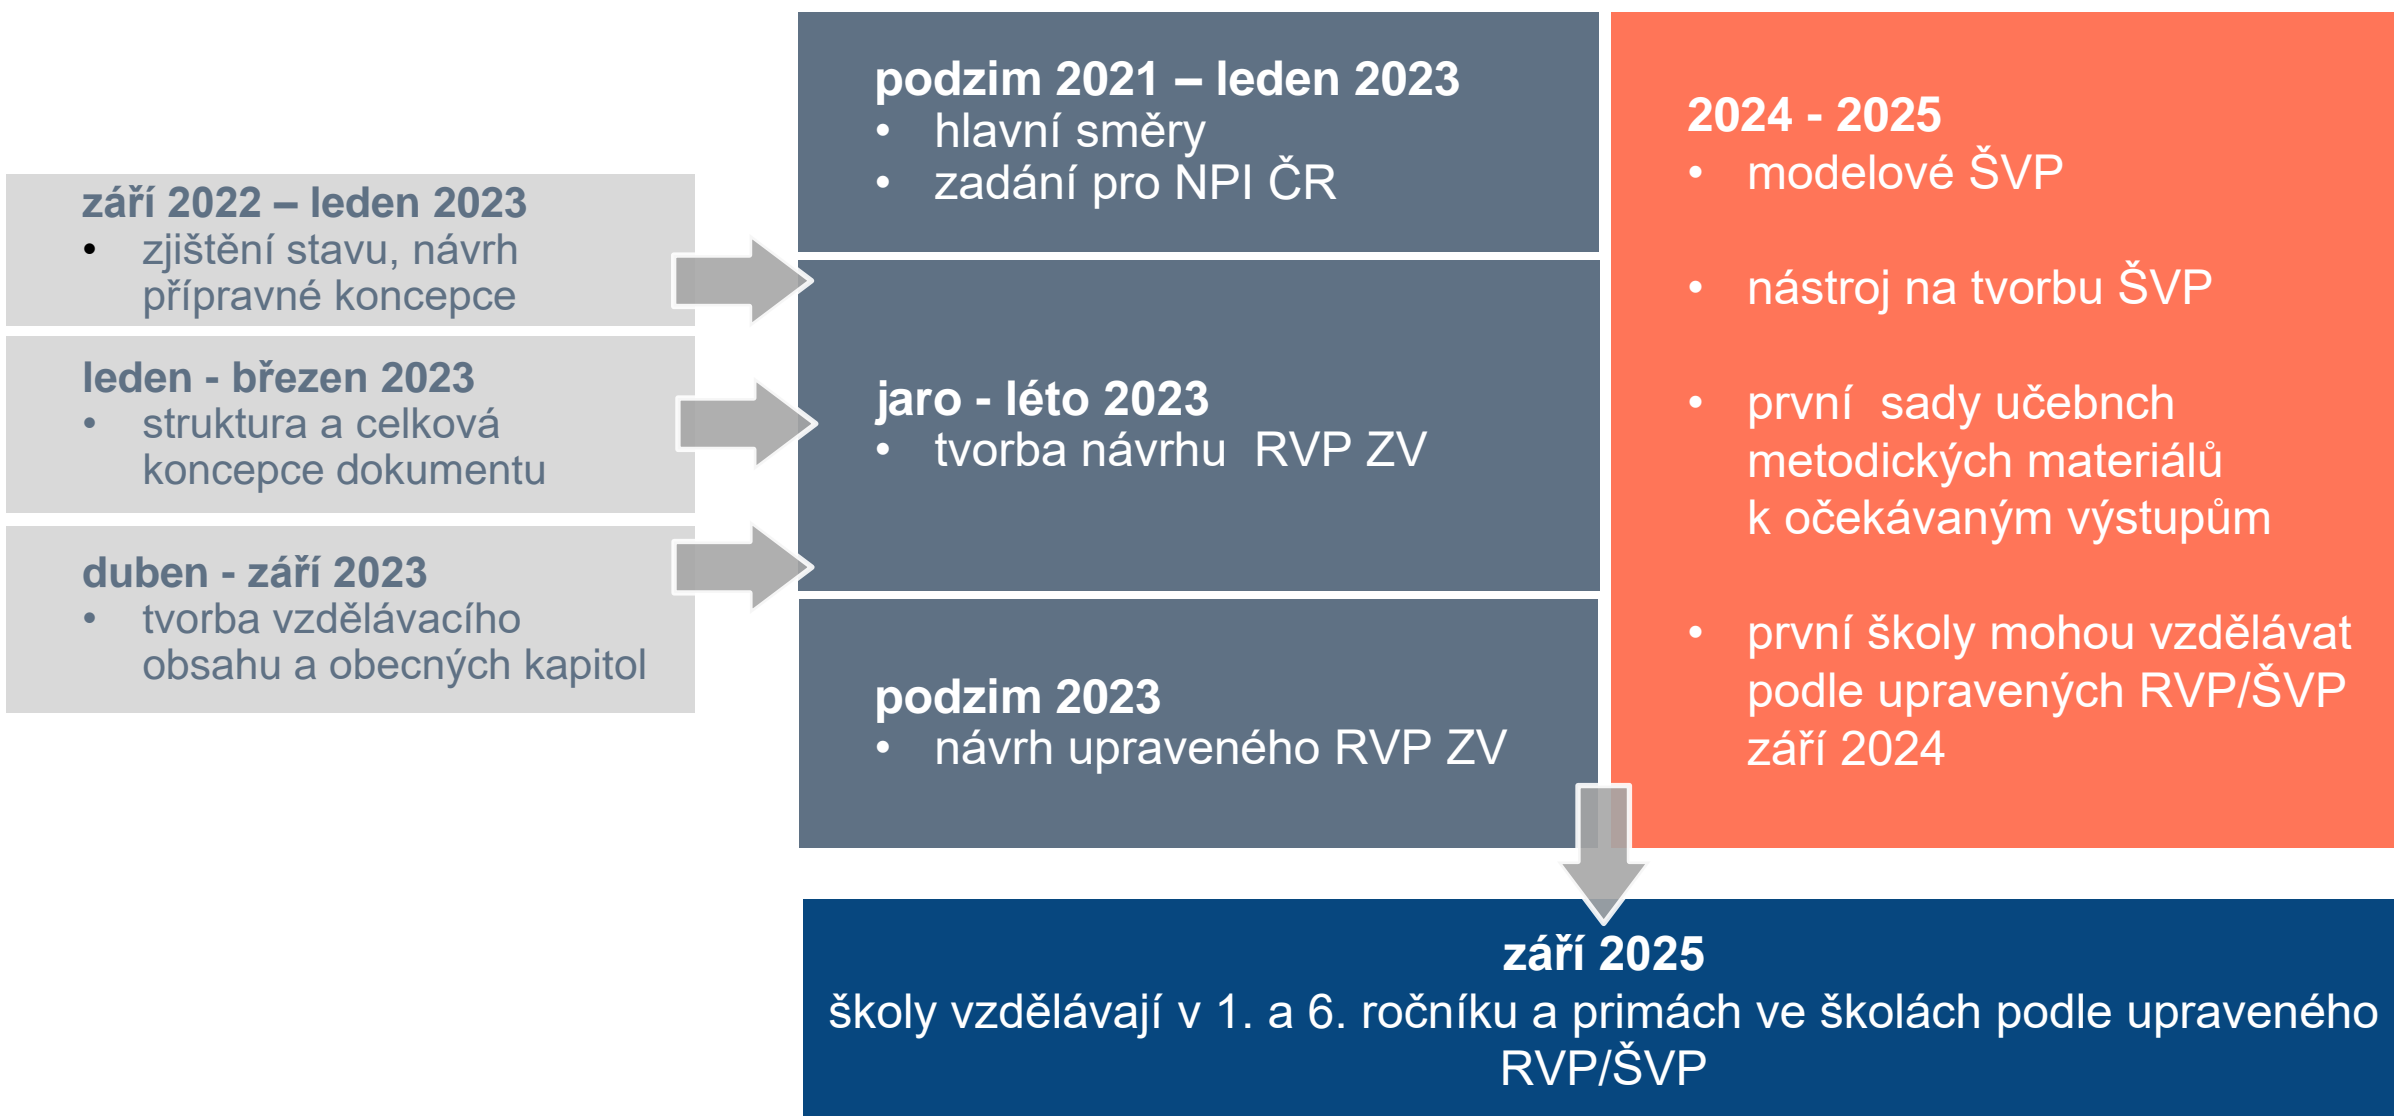 září 2022 – leden 2023
• zjištění stavu, návrh
přípravné koncepce
leden - březen 2023
• struktura a celková
koncepce dokumentu
duben - září 2023
• tvorba vzdělávacího
obsahu a obecných kapitol
podzim 2021 – leden 2023
• hlavní směry
• zadání pro NPI ČR
jaro - léto 2023
• tvorba návrhu RVP ZV
podzim 2023
• návrh upraveného RVP ZV
2024 - 2025
• modelové ŠVP
• nástroj na tvorbu ŠVP
• první sady učebnch
metodických materiálů
k očekávaným výstupům
• první školy mohou vzdělávat
podle upravených RVP/ŠVP
září 2024
září 2025
školy vzdělávají v 1. a 6. ročníku a primách ve školách podle upraveného
RVP/ŠVP